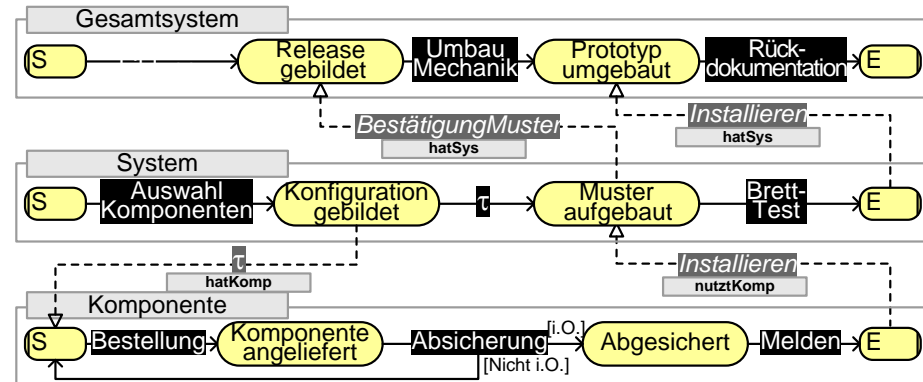 Gesamtsystem
S
Release
gebildet
Umbau
Mechanik
Prototyp
umgebaut
Rück-
dokumentation
E
BestätigungMuster
hatSys
Installieren
hatSys
System
S
Auswahl
Komponenten
Konfiguration
gebildet
τ
Muster
aufgebaut
Brett-
Test
E
τ
hatKomp
Installieren
nutztKomp
Komponente
S
Bestellung
Komponente
angeliefert
Absicherung
[i.O.]
[Nicht i.O.]
Abgesichert
Melden
E